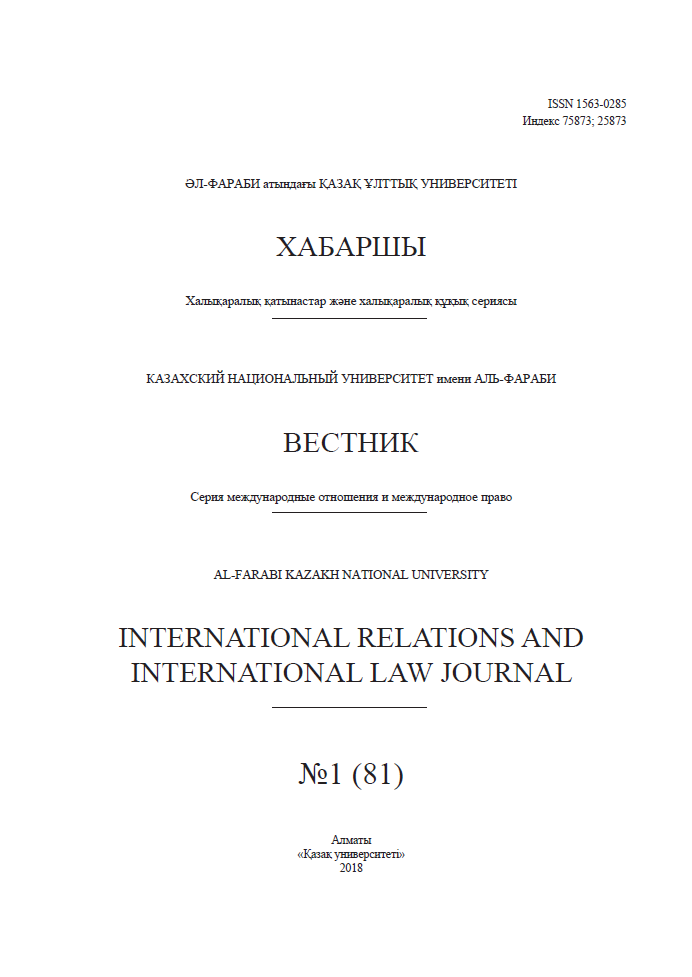 ISSN 1563-0285
Индекс 75873; 25873
ӘЛ-ФАРАБИ атындағы ҚАЗАҚ ҰЛТТЫҚ УНИВЕРСИТЕТІ
ХАБАРШЫ
Халықаралық қатынастар және халықаралық құқық сериясы
КАЗАХСКИЙ НАЦИОНАЛЬНЫЙ УНИВЕРСИТЕТ имени АЛЬ-ФАРАБИ
ВЕСТНИК
Серия международные отношения и международное право
AL-FARABI KAZAKH NATIONAL UNIVERSITY
INTERNATIONAL RELATIONS AND
INTERNATIONAL LAW JOURNAL
№1 (81)
Алматы
«Қазақ университеті»
2018